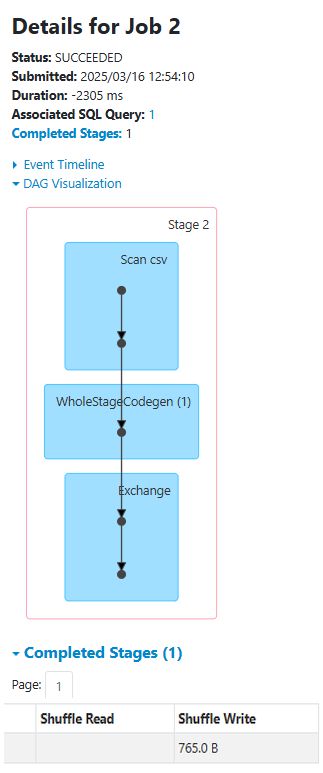 Details for Job 2
Status: SUCCEEDED
Submitted: 2025/03/16 12:54:10
Duration: -2305 ms
Associated SQL Query: 1
Completed Stages: 1
Event Timeline
DAG Visualization
Stage 2
Scan csv
WholeStageCodegen (1)
Exchange
Completed Stages (1)
Page: 1
Shuffle Read Shuffle Write
765.0 B